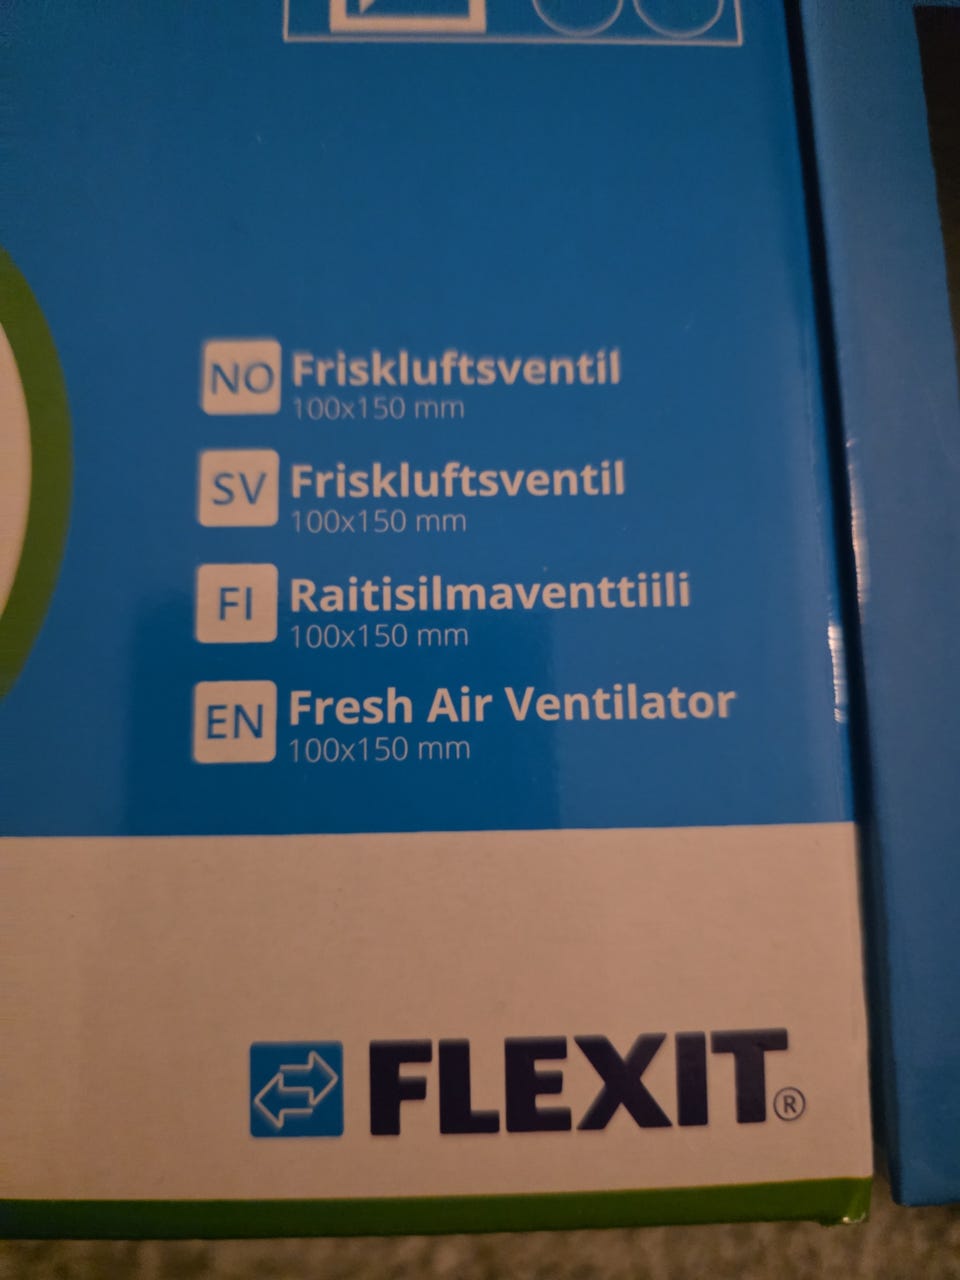 NO Friskluftsventil
100x150 mm
SV Friskluftsventil
100x150 mm
FI Raitisilmaventtiili
100x150 mm
EN Fresh Air Ventilator
100x150 mm
FLEXIT®